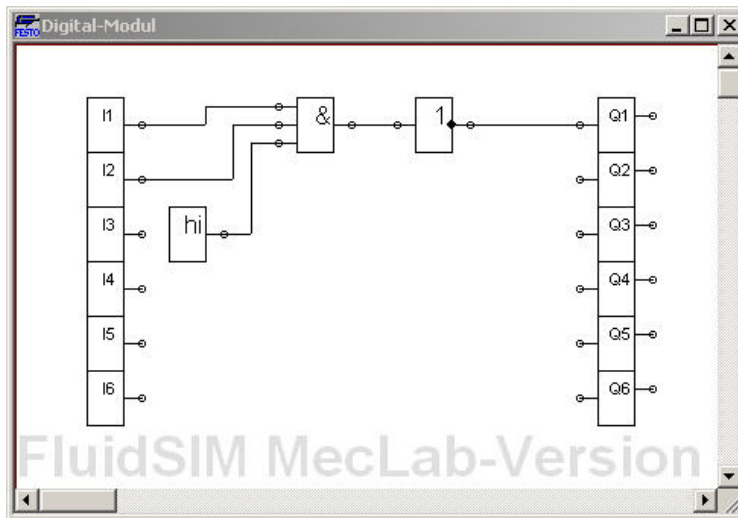 FESTO Digital-Modul
I1 & 1 Q1
I2 Q2
I3 hi Q3
I4 Q4
I5 Q5
I6 Q6
FluidSIM MecLab-Version